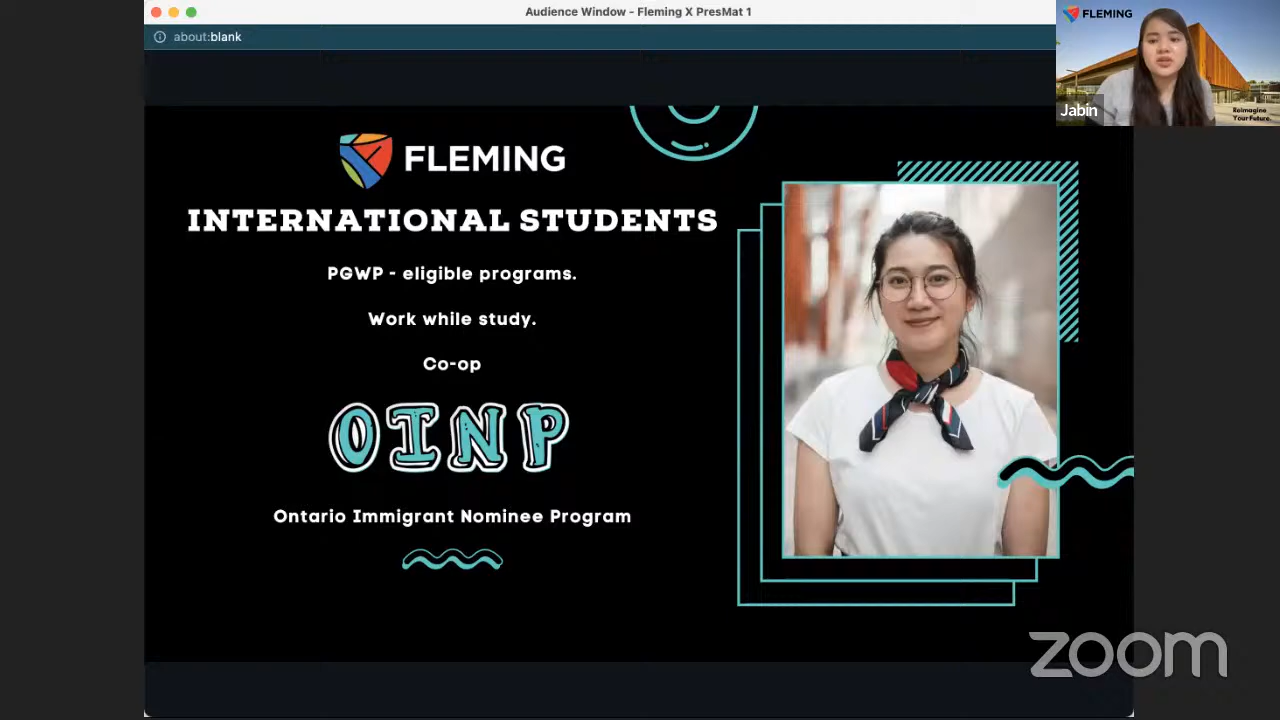 Audience Window - Fleming X PresMat 1
about:blank
FLEMING
Jabin
Reimagine
Your Future.
FLEMING
INTERNATIONAL STUDENTS
PGWP - eligible programs.
Work while study.
Co-op
OINP
Ontario Immigrant Nominee Program
zoom